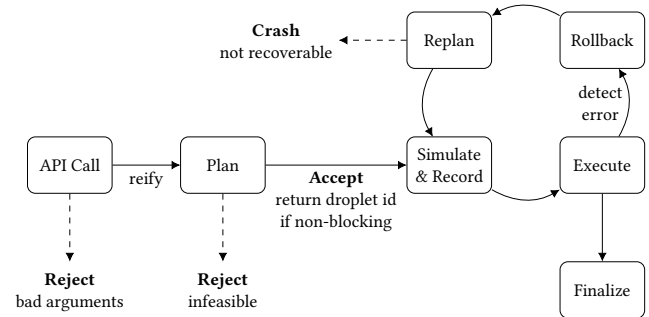 Crash
not recoverable
Replan
Rollback
detect
error
API Call
reify
Plan
Accept
return droplet id
if non-blocking
Simulate
& Record
Execute
Reject
bad arguments
Reject
infeasible
Finalize